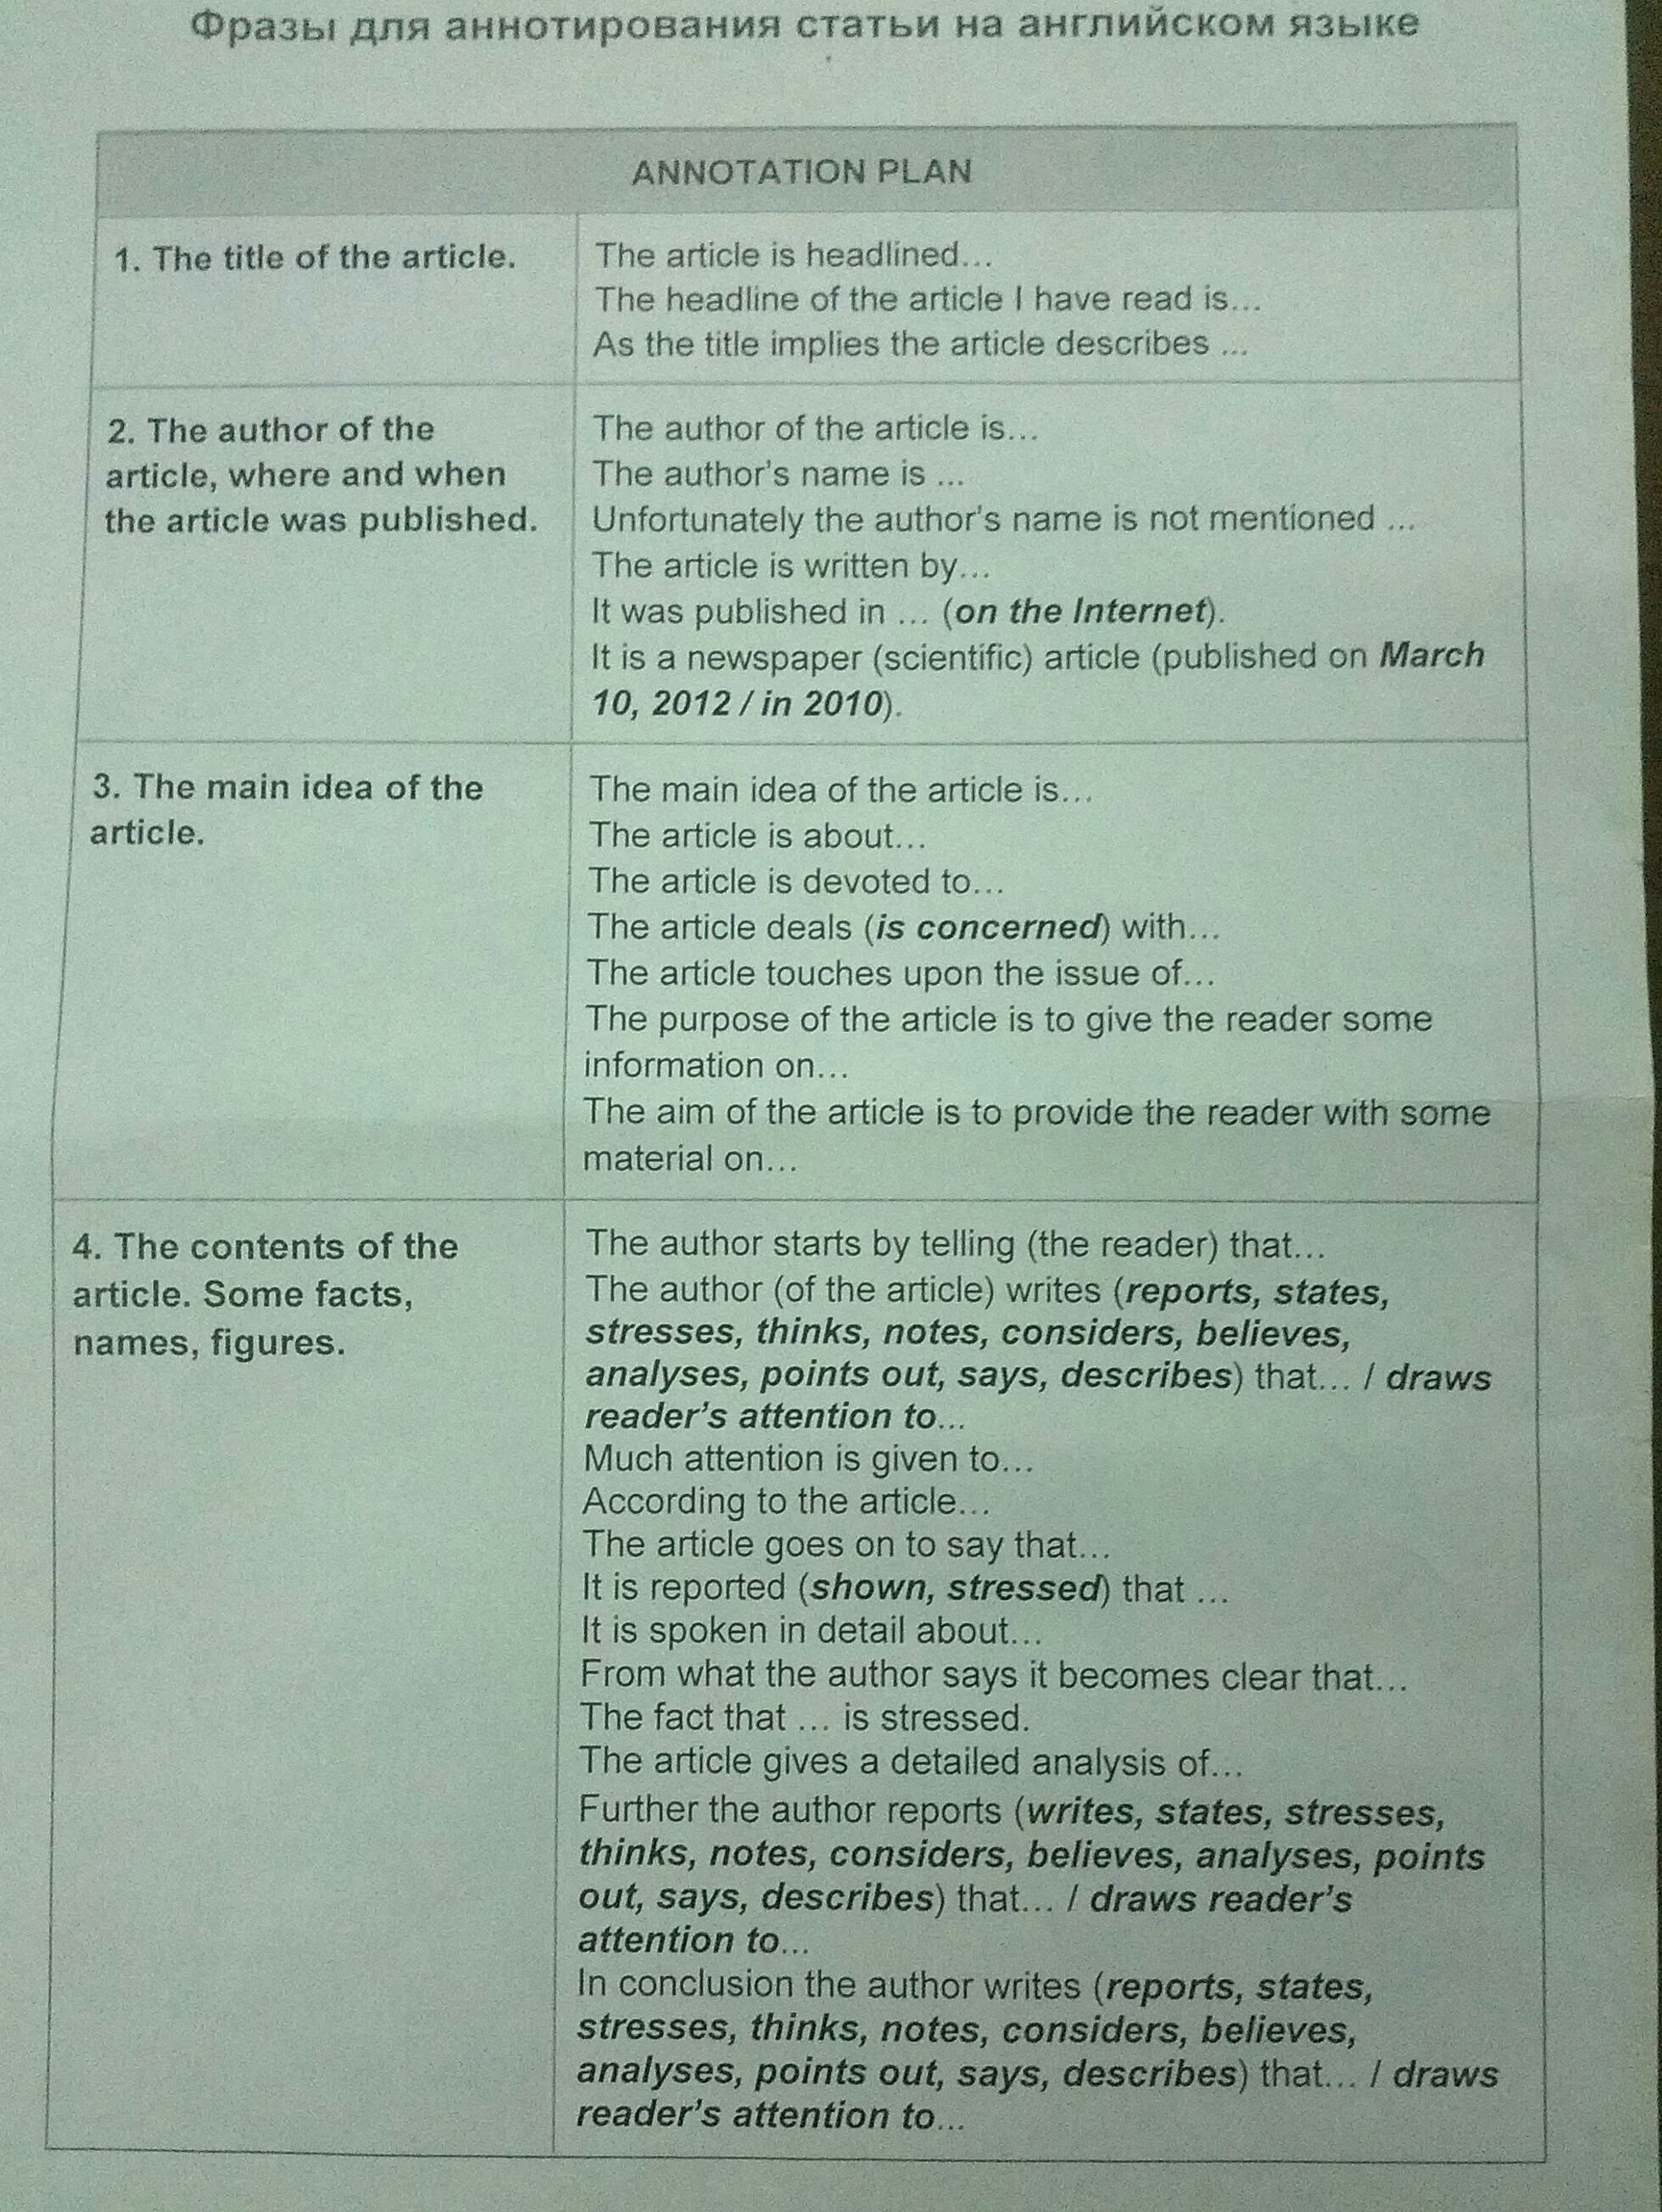 Фразы для аннотирования статьи на английском языке
ANNOTATION PLAN
1. The title of the article.
The article is headlined…
The headline of the article I have read is…
As the title implies the article describes ...
2. The author of the
article, where and when
the article was published.
The author of the article is…
The author's name is ...
Unfortunately the author's name is not mentioned ...
The article is written by…
It was published in ... (on the Internet).
It is a newspaper (scientific) article (published on March
10, 2012 / in 2010).
3. The main idea of the
article.
The main idea of the article is…
The article is about…
The article is devoted to…
The article deals (is concerned) with…
The article touches upon the issue of…
The purpose of the article is to give the reader some
information on…
The aim of the article is to provide the reader with some
material on…
4. The contents of the
article. Some facts,
names, figures.
The author starts by telling (the reader) that…
The author (of the article) writes (reports, states,
stresses, thinks, notes, considers, believes,
analyses, points out, says, describes) that… / draws
reader's attention to…
Much attention is given to…
According to the article…
The article goes on to say that…
It is reported (shown, stressed) that ...
It is spoken in detail about…
From what the author says it becomes clear that…
The fact that ... is stressed.
The article gives a detailed analysis of…
Further the author reports (writes, states, stresses,
thinks, notes, considers, believes, analyses, points
out, says, describes) that… / draws reader's
attention to…
In conclusion the author writes (reports, states,
stresses, thinks, notes, considers, believes,
analyses, points out, says, describes) that… / draws
reader's attention to…